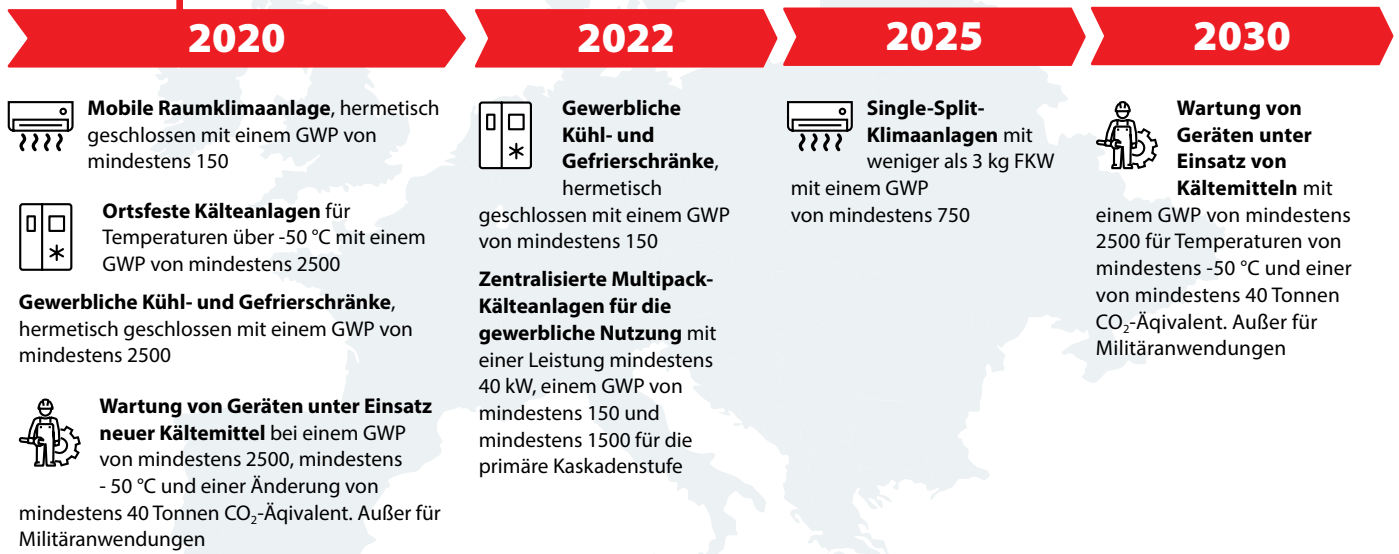 2020
Mobile Raumklimaanlage, hermetisch
geschlossen mit einem GWP von
mindestens 150
Ortsfeste Kälteanlagen für
Temperaturen über -50 °C mit einem
GWP von mindestens 2500
Gewerbliche Kühl- und Gefrierschränke,
hermetisch geschlossen mit einem GWP von
mindestens 2500
Wartung von Geräten unter Einsatz
neuer Kältemittel bei einem GWP
von mindestens 2500, mindestens
- 50 °C und einer Änderung von
mindestens 40 Tonnen CO₂-Äqivalent. Außer für
Militäranwendungen
2022
Gewerbliche
Kühl- und
Gefrierschränke,
hermetisch
geschlossen mit einem GWP
von mindestens 150
Zentralisierte Multipack-
Kälteanlagen für die
gewerbliche Nutzung mit
einer Leistung mindestens
40 kW, einem GWP von
mindestens 150 und
mindestens 1500 für die
primäre Kaskadenstufe
2025
Single-Split-
Klimaanlagen mit
weniger als 3 kg FKW
mit einem GWP
von mindestens 750
2030
Wartung von
Geräten unter
Einsatz von
Kältemitteln mit
einem GWP von mindestens
2500 für Temperaturen von
mindestens -50 °C und einer
von mindestens 40 Tonnen
CO₂-Äqivalent. Außer für
Militäranwendungen